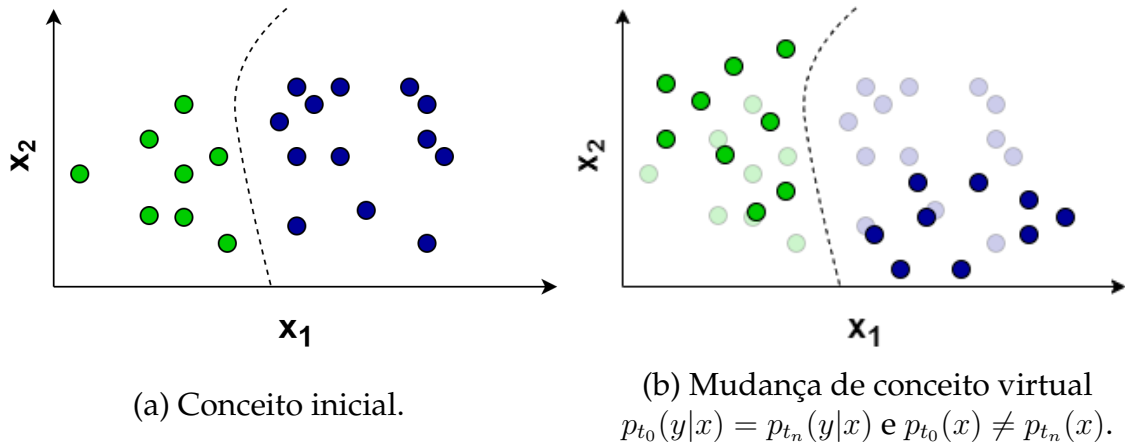 x₂
x₁
(a) Conceito inicial.
x₂
x₁
(b) Mudança de conceito virtual
p_{t_0}(y|x) = p_{t_n}(y|x) e p_{t_0}(x) ≠ p_{t_n}(x).